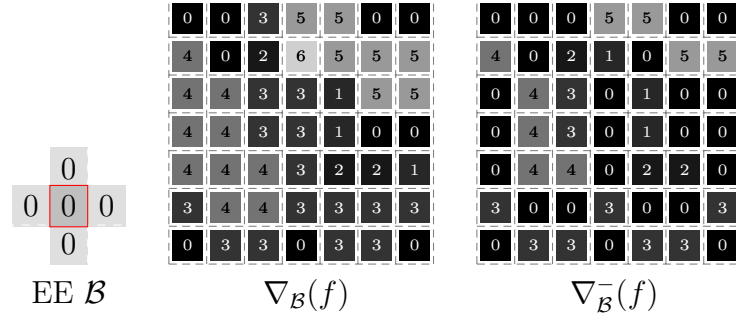 0 0 3 5 5 0 0
4 0 2 6 5 5 5
4 4 3 3 1 5 5
4 4 3 3 1 0 0
4 4 4 3 2 2 1
3 4 4 3 3 3 3
0 3 3 0 3 3 0
0 0 0 5 5 0 0
4 0 2 1 0 5 5
0 4 3 0 1 0 0
0 4 3 0 1 0 0
0 4 4 0 2 2 0
3 0 0 3 0 0 3
0 3 3 0 3 3 0
0
0 0 0
0
EE ℬ
∇ℬ(f)
∇ℬ⁻(f)